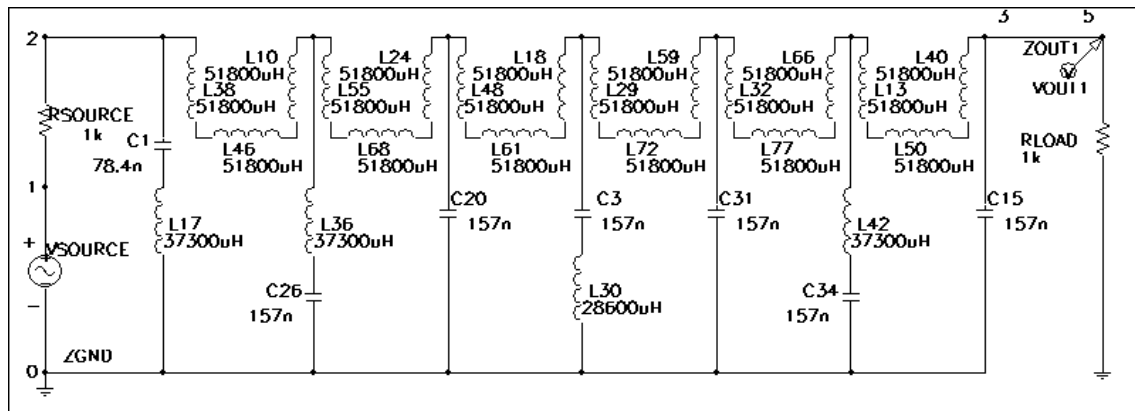 3 5
2 L10 L24 L18 L59 L66 L40 ZOUT1
51800uH 51800uH 51800uH 51800uH 51800uH 51800uH V
L38 L55 L48 L29 L32 L13 VOUT1
51800uH 51800uH 51800uH 51800uH 51800uH 51800uH
RSOURCE
1k
C1
78.4n
L46 L68 L61 L72 L77 L50 RLOAD
51800uH 51800uH 51800uH 51800uH 51800uH 51800uH 1k
1
C20 C3 C31 C15
157n 157n 157n 157n
L17 L36 L42
37300uH 37300uH 37300uH
+ VSOURCE
−
C26 L30 C34
157n 28600uH 157n
ZGND
0